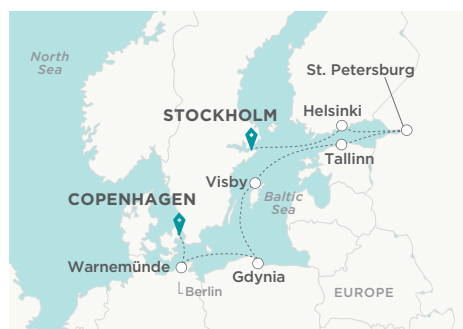 North
Sea
St. Petersburg
Helsinki
STOCKHOLM
Tallinn
Visby
Baltic
Sea
COPENHAGEN
Warnemünde
Gdynia
Berlin
EUROPE